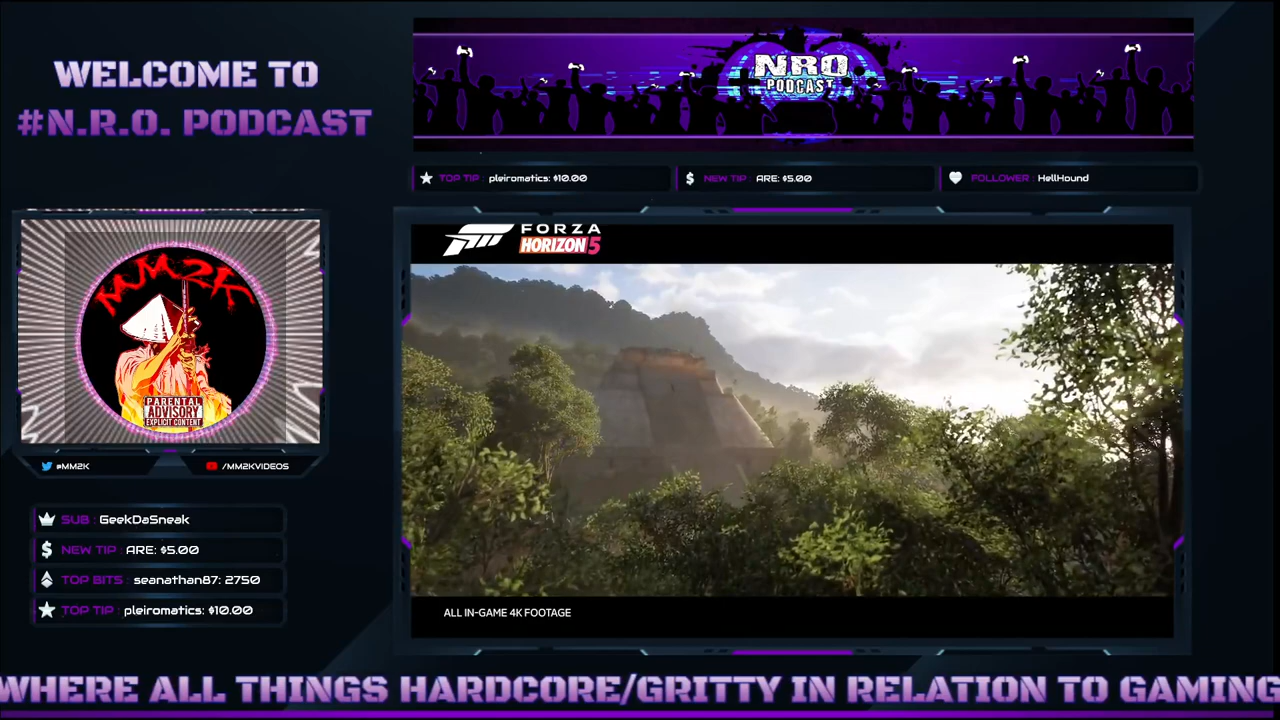 WELCOME TO
#N.R.O. PODCAST
NRO
PODCAST
TOP TIP : pleiromatics: $10.00
$ NEW TIP : ARE: $5.00
FOLLOWER : HellHound
FORZA
HORIZON 5
MM2K
PARENTAL
ADVISORY
EXPLICIT CONTENT
@MM2K
/MM2KVIDEOS
SUB : GeekDaSneak
$ NEW TIP : ARE: $5.00
TOP BITS : seanathan87: 2750
TOP TIP : pleiromatics: $10.00
ALL IN-GAME 4K FOOTAGE
WHERE ALL THINGS HARDCORE/GRITTY IN RELATION TO GAMING